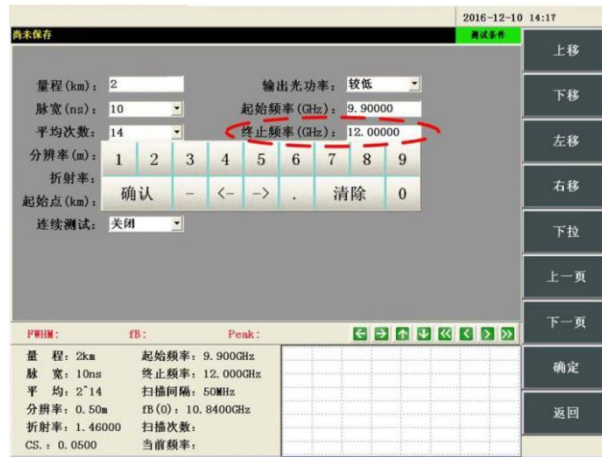 2016-12-10 14:17
尚未保存
测试条件
量程(km): 2
输出光功率: 较低
脉宽(ns): 10
起始频率(GHz): 9.90000
平均次数: 14
终止频率(GHz): 12.00000
分辨率(m):
折射率:
起始点(km):
连续测试: 关闭
1 2 3 4 5 6 7 8 9
确认 - <- -> . 清除 0
上移
下移
左移
右移
下拉
上一页
下一页
确定
返回
FWHM: fB: Peak:
量 程: 2km 起始频率: 9.900GHz
脉 宽: 10ns 终止频率: 12.000GHz
平 均: 2^14 扫描间隔: 50MHz
分辨率: 0.50m fB(0): 10.8400GHz
折射率: 1.46000 扫描次数:
CS.: 0.0500 当前频率: